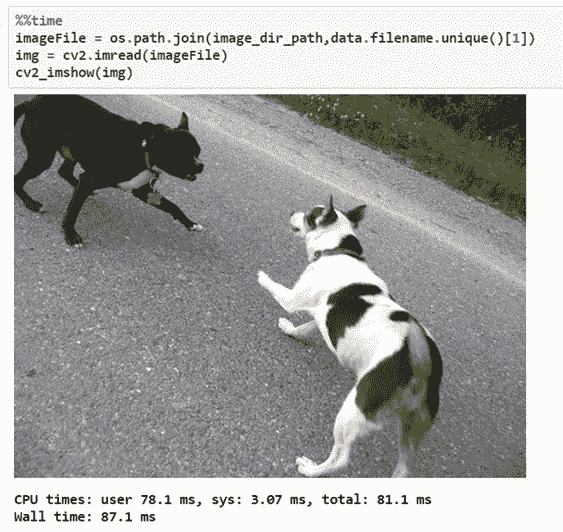 %%time
imageFile = os.path.join(image_dir_path,data.filename.unique()[1])
img = cv2.imread(imageFile)
cv2_imshow(img)
CPU times: user 78.1 ms, sys: 3.07 ms, total: 81.1 ms
Wall time: 87.1 ms